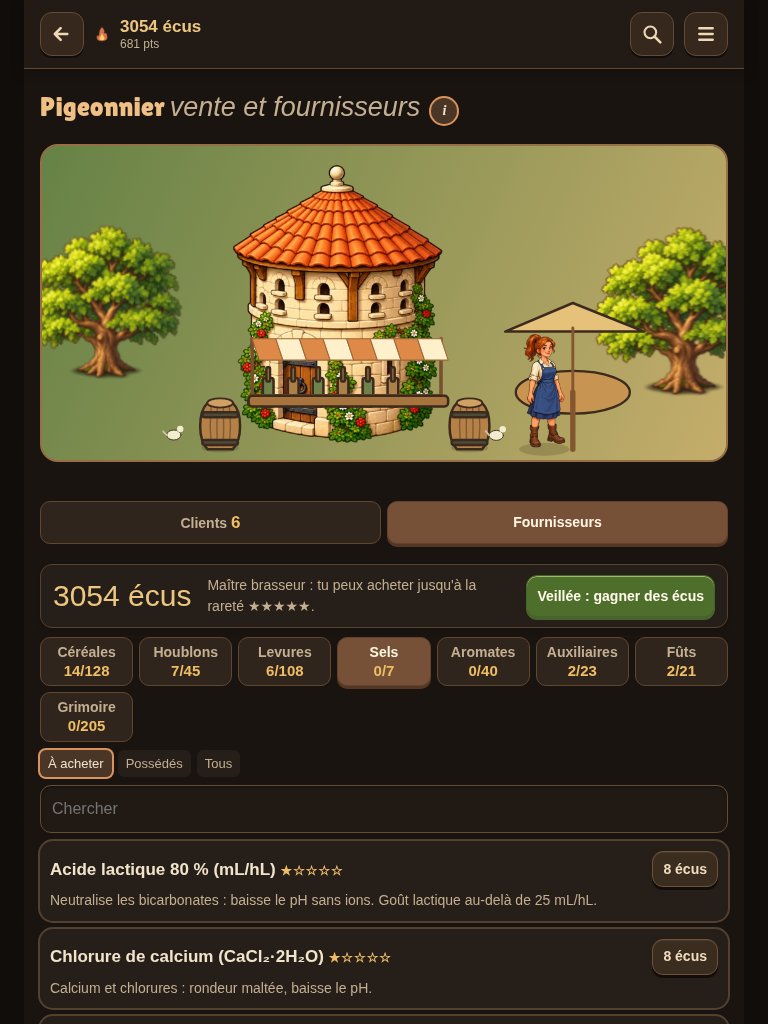 3054 écus
681 pts
Pigeonnier vente et fournisseurs i
Clients 6
Fournisseurs
3054 écus
Maître brasseur : tu peux acheter jusqu'à la
rareté ★★★★★.
Veillée : gagner des écus
Céréales
14/128
Houblons
7/45
Levures
6/108
Sels
0/7
Aromates
0/40
Auxiliaires
2/23
Fûts
2/21
Grimoire
0/205
À acheter
Possédés
Tous
Chercher
Acide lactique 80 % (mL/hL) ★☆☆☆☆
8 écus
Neutralise les bicarbonates : baisse le pH sans ions. Goût lactique au-delà de 25 mL/hL.
Chlorure de calcium (CaCl₂·2H₂O) ★☆☆☆☆
8 écus
Calcium et chlorures : rondeur maltée, baisse le pH.